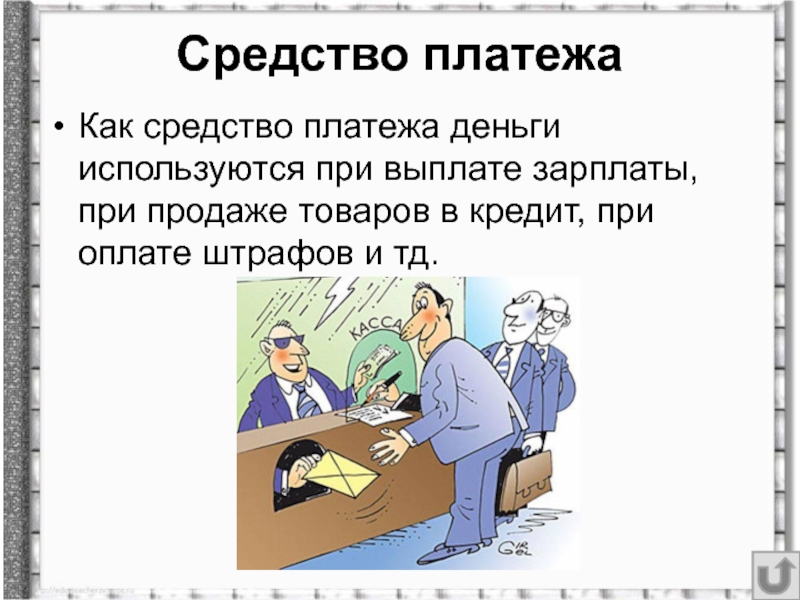 Средство платежа
• Как средство платежа деньги
используются при выплате зарплаты,
при продаже товаров в кредит, при
оплате штрафов и тд.
КАССА